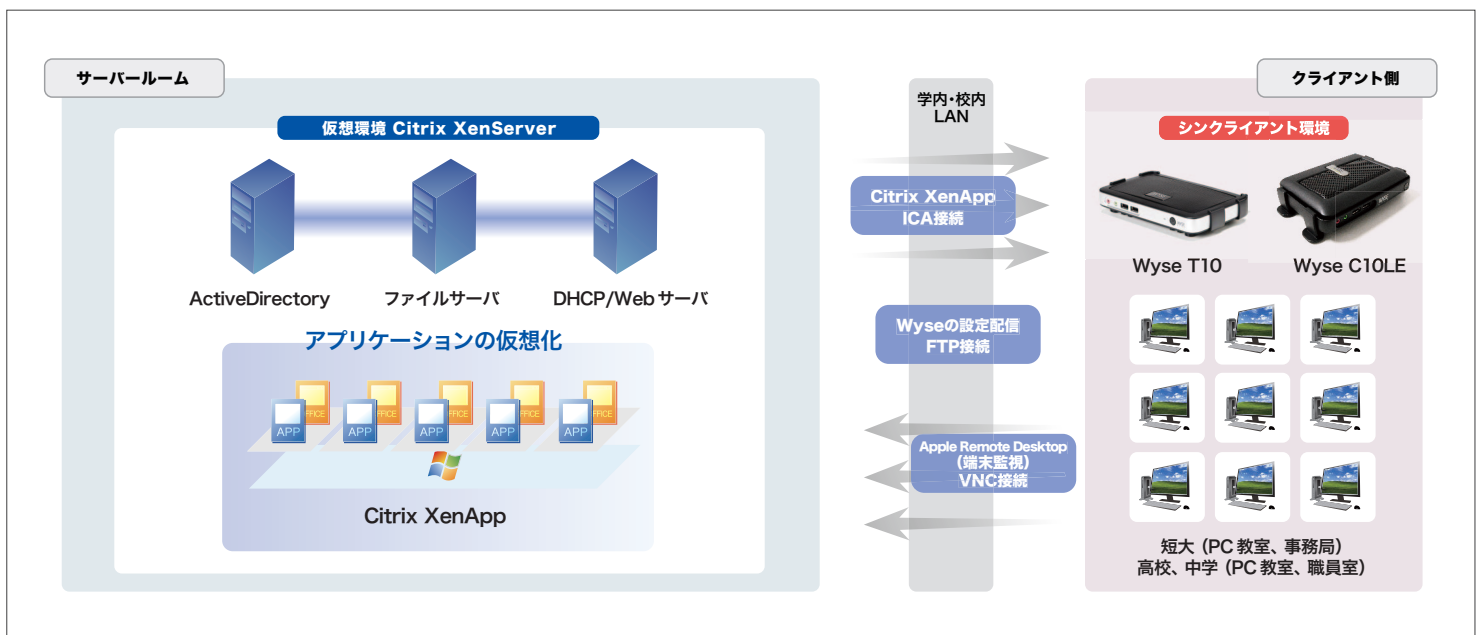 サーバールーム
仮想環境 Citrix XenServer
ActiveDirectory
ファイルサーバ
DHCP/Web サーバ
アプリケーションの仮想化
OFFICE OFFICE OFFICE OFFICE OFFICE
APP APP APP APP APP
Citrix XenApp
学内・校内
LAN
Citrix XenApp
ICA接続
Wyseの設定配信
FTP接続
Apple Remote Desktop
(端末監視)
VNC接続
クライアント側
シンクライアント環境
Wyse T10
Wyse C10LE
短大 (PC 教室、事務局)
高校、中学 (PC 教室、職員室)